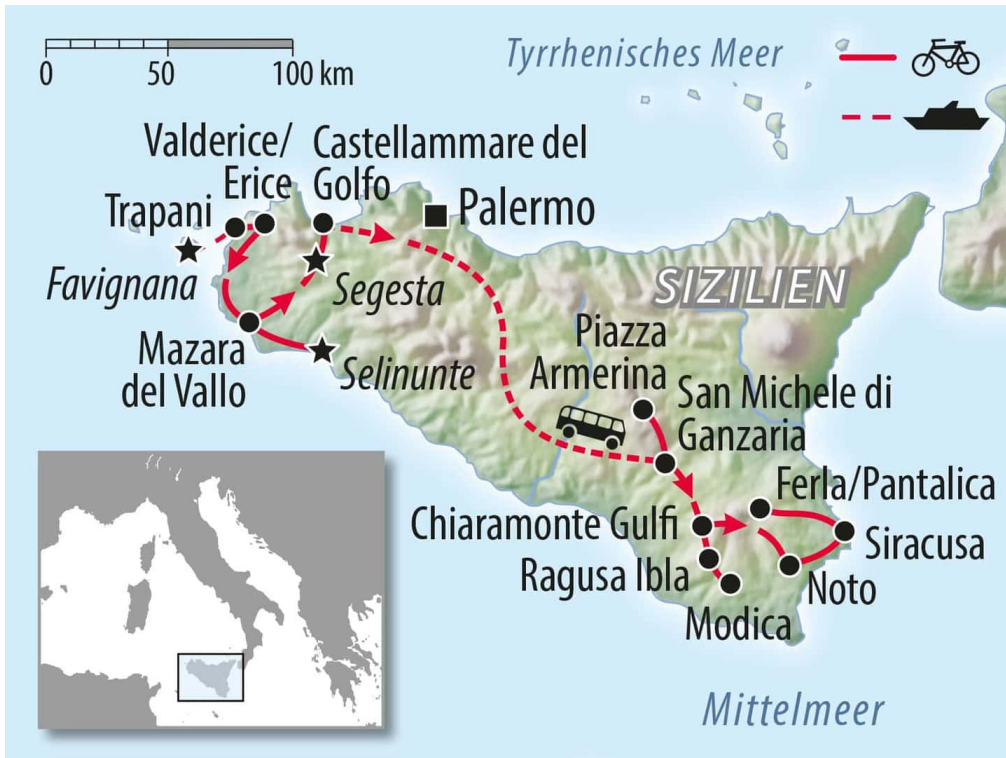 Tyrrhenisches Meer
0 50 100 km
Valderice/
Erice
Castellammare del
Golfo
Trapani
Palermo
Favignana
Segesta
SIZILIEN
Mazara
del Vallo
Selinunte
Piazza
Armerina
San Michele di
Ganzaria
Ferla/Pantalica
Chiaramonte Gulfi
Siracusa
Ragusa Ibla
Noto
Modica
Mittelmeer